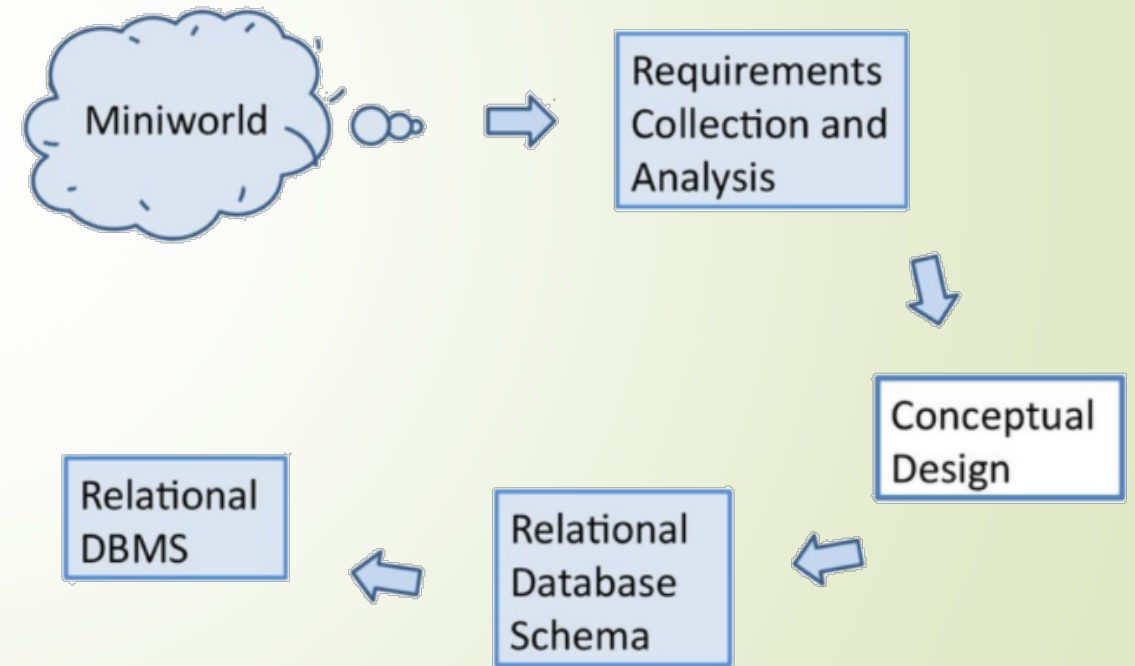 Miniworld
Requirements
Collection and
Analysis
Conceptual
Design
Relational
Database
Schema
Relational
DBMS